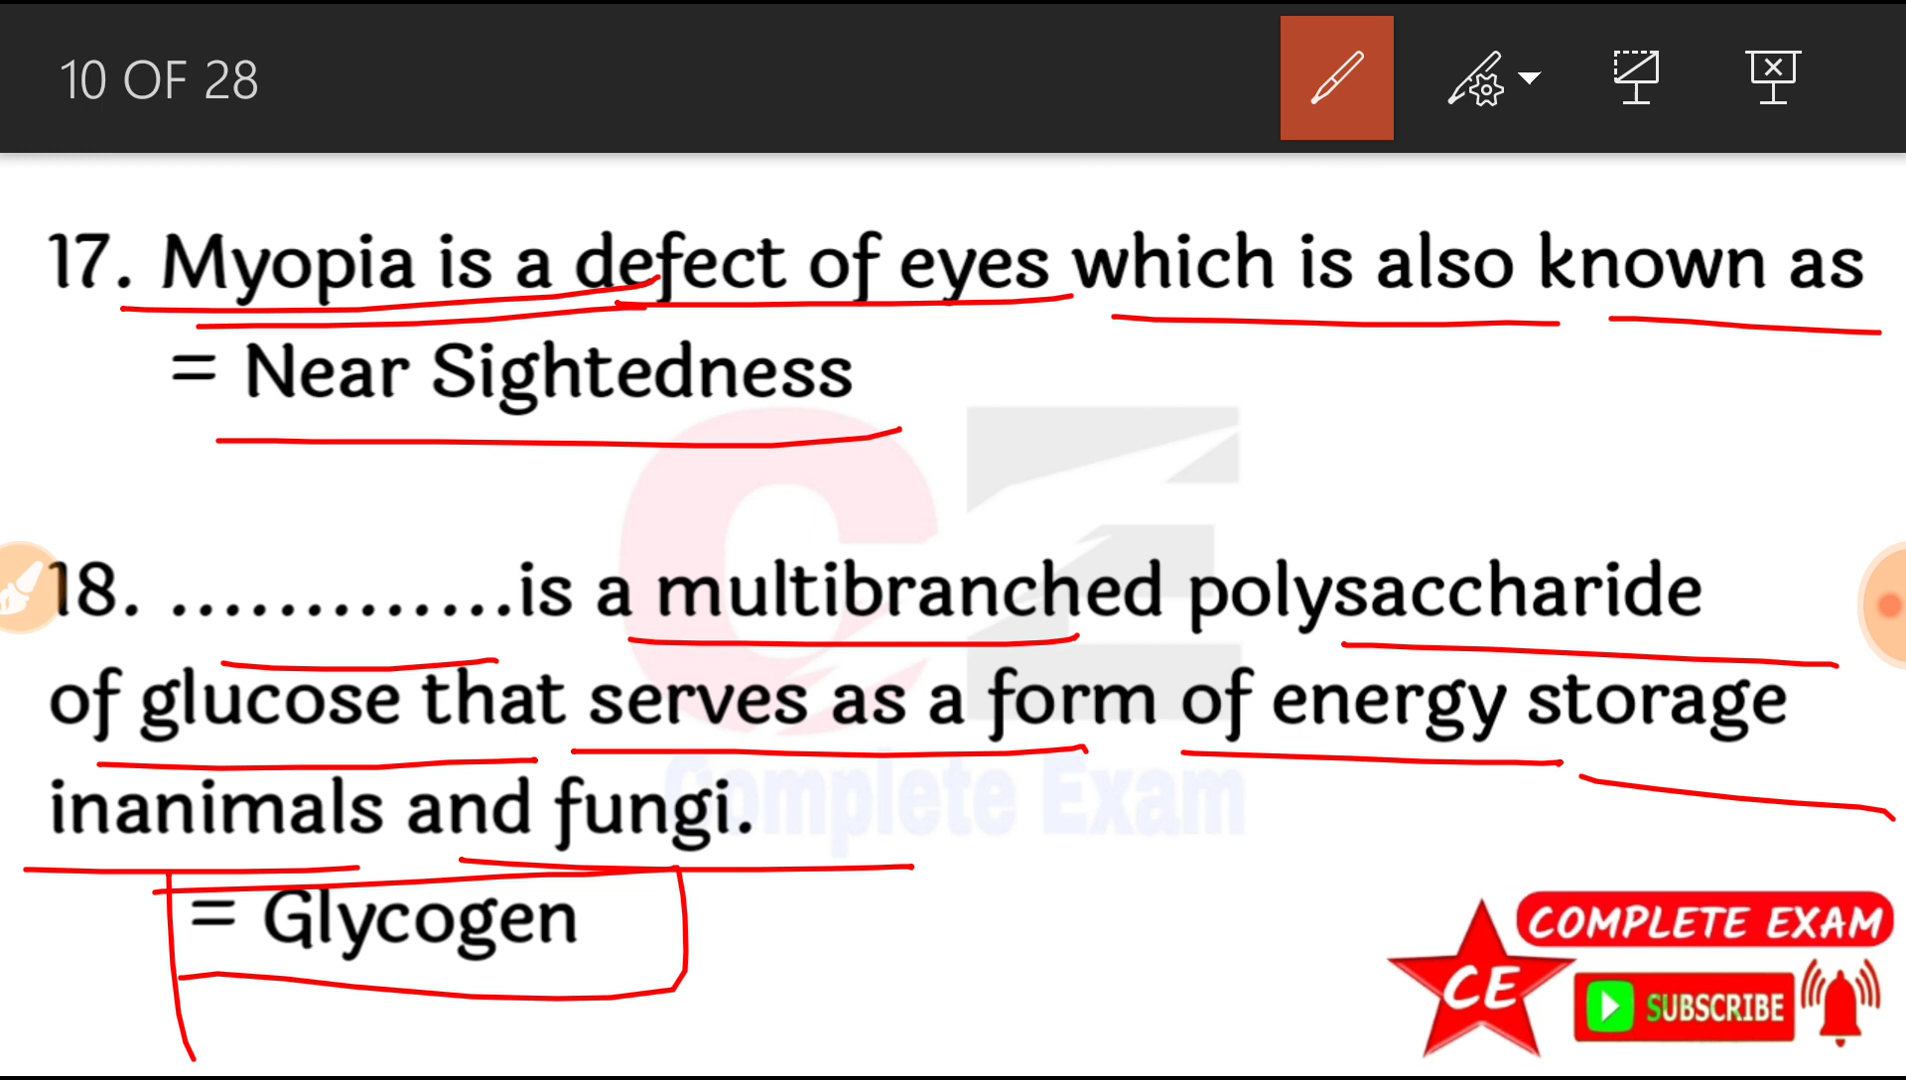 10 OF 28
17. Myopia is a defect of eyes which is also known as
= Near Sightedness
18. .............is a multibranched polysaccharide
of glucose that serves as a form of energy storage
inanimals and fungi.
= Glycogen
CE
Complete Exam
COMPLETE EXAM
CE
SUBSCRIBE